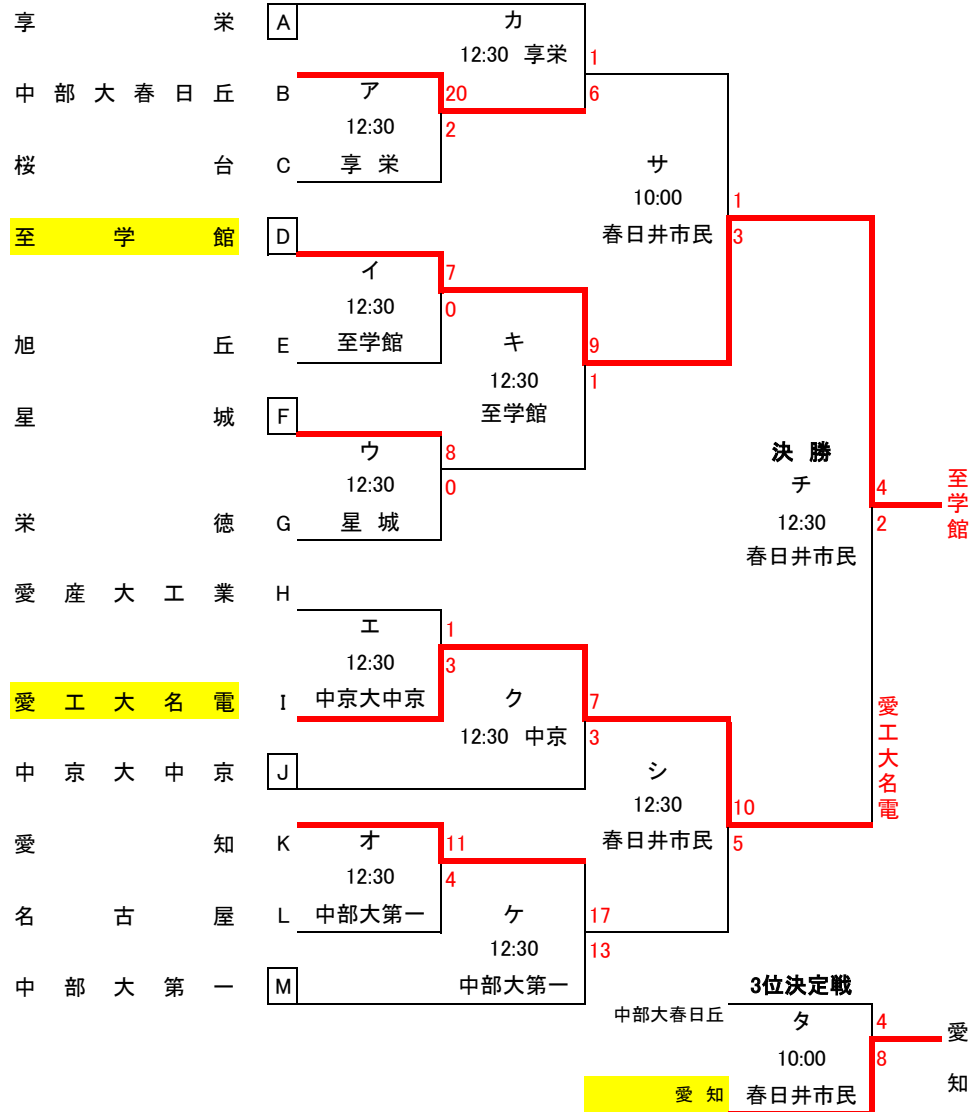 享栄 A カ
12:30 享栄 1
中部大春日丘 B ア 20 6
12:30 2
桜台 C 享栄 サ
10:00 1
至学館 D 春日井市民 3
イ 7
12:30 0
旭丘 E 至学館 キ 9
12:30 1
星城 F 至学館
ウ 8 決勝
12:30 0 チ 4 至学館
栄徳 G 星城 12:30 2
春日井市民
愛産大工業 H
エ 1
12:30 3
愛工大名電 I 中京大中京 ク 7 愛工大名電
12:30 中京 3
中京大中京 J シ
12:30 10
愛知 K オ 11 春日井市民 5
12:30 4
名古屋 L 中部大第一 ケ 17
12:30 13
中部大第一 M 中部大第一 3位決定戦
中部大春日丘 タ 4 愛知
10:00 8
愛知 春日井市民